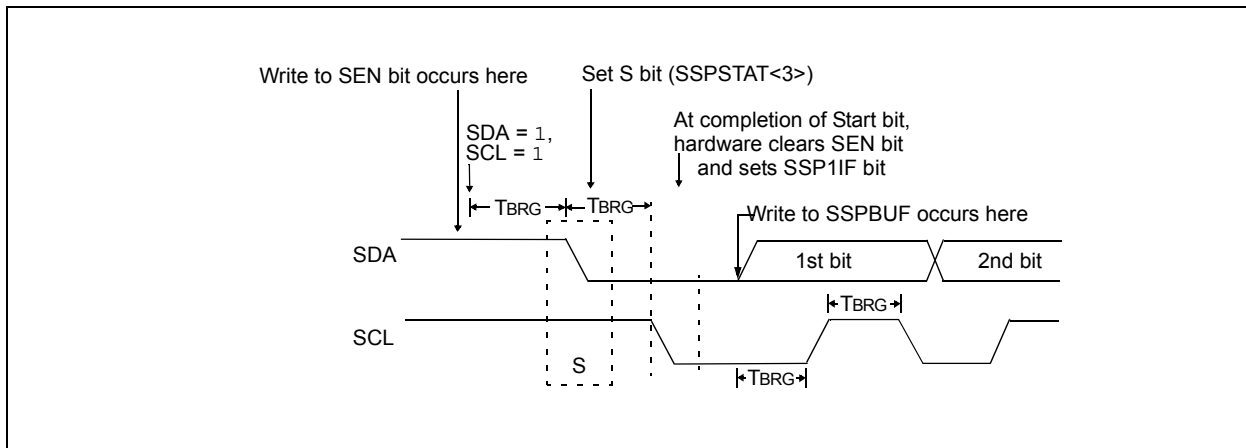 Write to SEN bit occurs here
Set S bit (SSPSTAT<3>)
SDA = 1,
SCL = 1
At completion of Start bit,
hardware clears SEN bit
and sets SSP1IF bit
TBRG
TBRG
Write to SSPBUF occurs here
SDA
1st bit
2nd bit
TBRG
SCL
S
TBRG